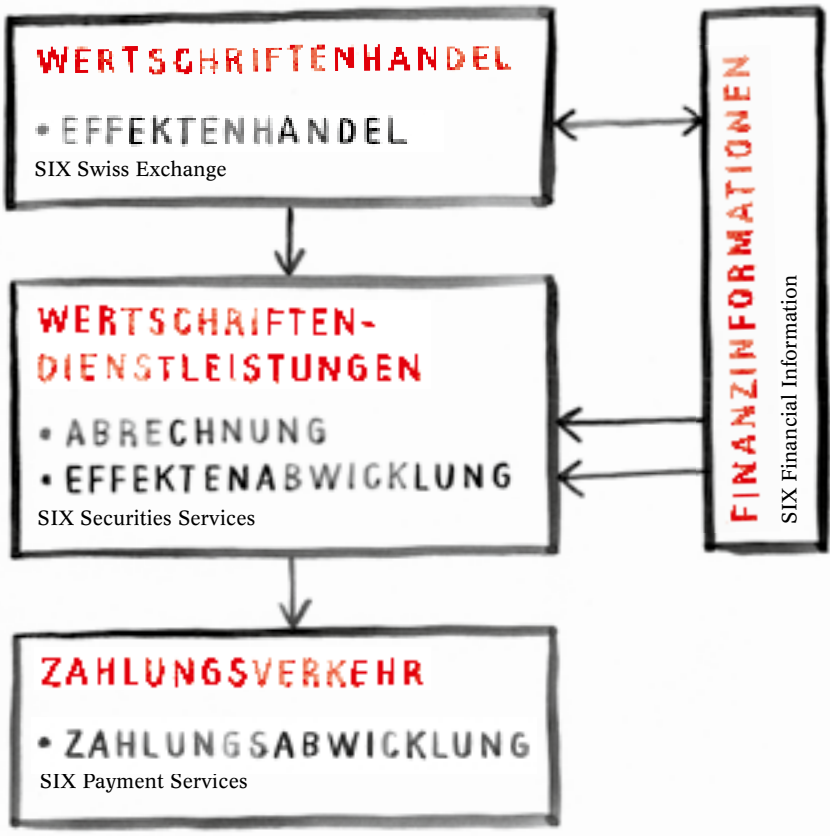 WERTSCHRIFTENHANDEL
• EFFEKTENHANDEL
SIX Swiss Exchange
WERTSCHRIFTEN-
DIENSTLEISTUNGEN
• ABRECHNUNG
• EFFEKTENABWICKLUNG
SIX Securities Services
ZAHLUNGSVERKEHR
• ZAHLUNGSABWICKLUNG
SIX Payment Services
FINANZINFORMATIONEN
SIX Financial Information